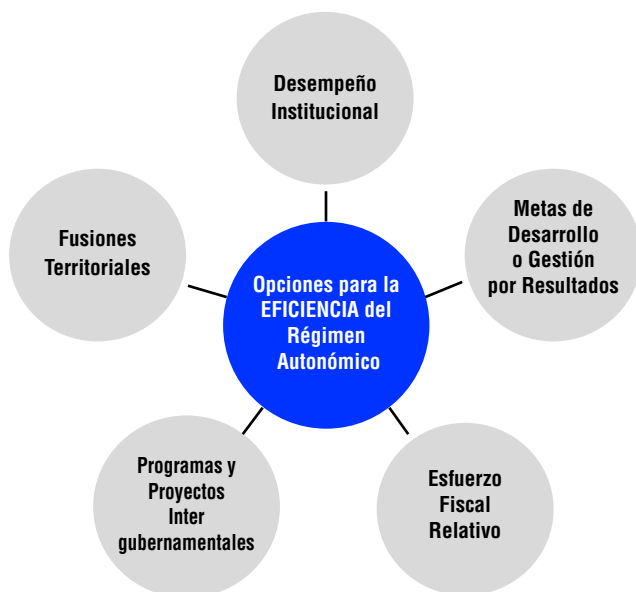 Desempeño
Institucional
Metas de
Desarrollo
o Gestión
por Resultados
Fusiones
Territoriales
Opciones para la
EFICIENCIA del
Régimen
Autonómico
Programas y
Proyectos
Inter
gubernamentales
Esfuerzo
Fiscal
Relativo